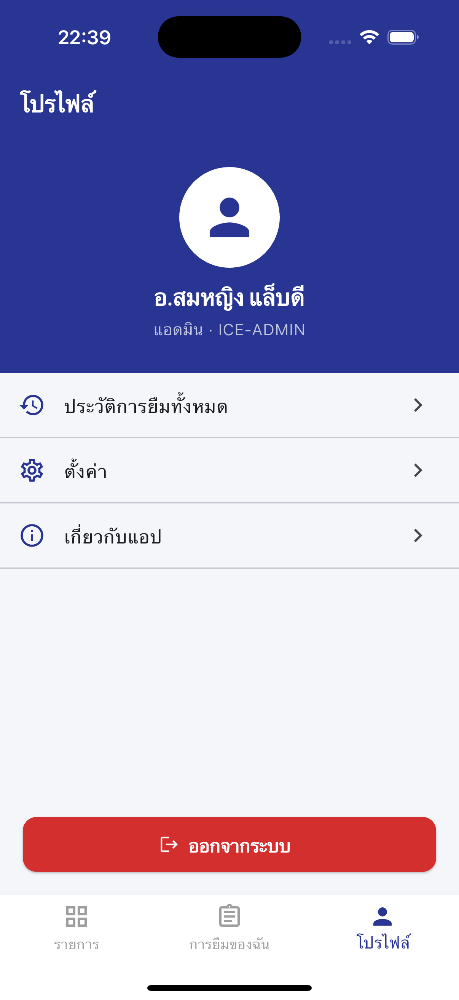 22:39
โปรไฟล์
อ.สมหญิง แล็บดี
แอดมิน · ICE-ADMIN
ประวัติการยืมทั้งหมด
ตั้งค่า
เกี่ยวกับแอป
ออกจากระบบ
รายการ
การยืมของฉัน
โปรไฟล์